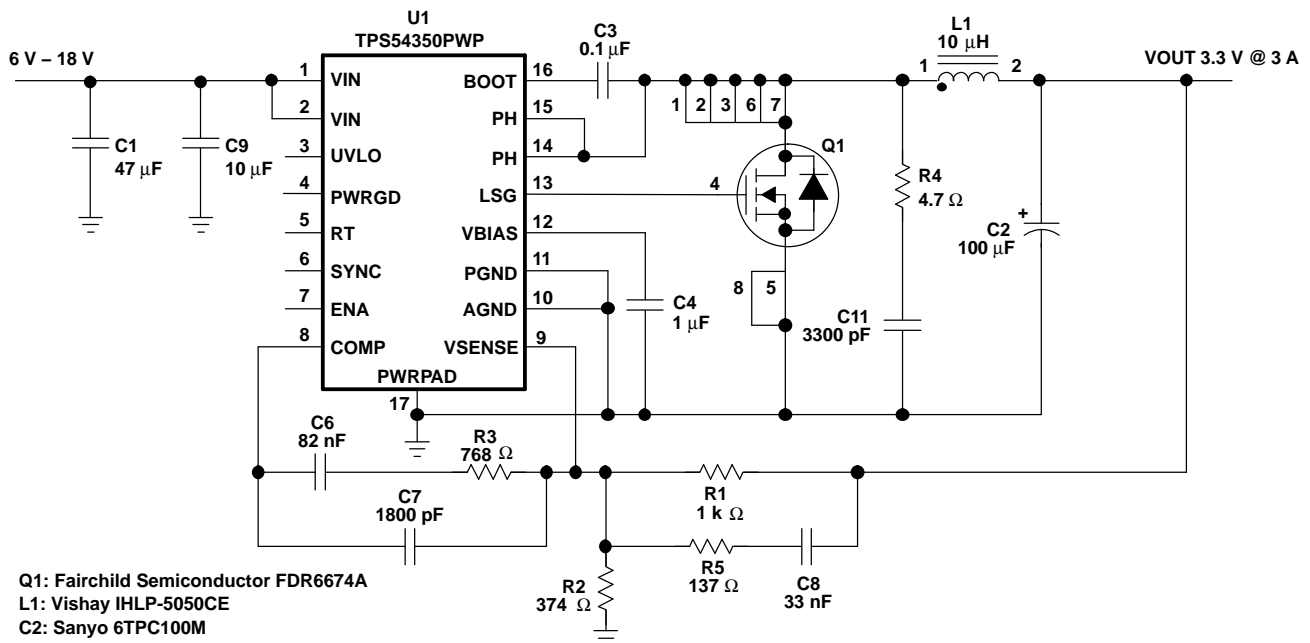 U1
TPS54350PWP
6 V – 18 V
C1
47 μF
C9
10 μF
1 VIN
2 VIN
3 UVLO
4 PWRGD
5 RT
6 SYNC
7 ENA
8 COMP
BOOT 16
PH 15
PH 14
LSG 13
VBIAS 12
PGND 11
AGND 10
VSENSE 9
PWRPAD
17
C3
0.1 μF
1 2 3 6 7
Q1
4
8 5
C4
1 μF
R4
4.7 Ω
C11
3300 pF
L1
10 μH
1 2
VOUT 3.3 V @ 3 A
+
C2
100 μF
C6
82 nF
R3
768 Ω
C7
1800 pF
R1
1 k Ω
R5
137 Ω
C8
33 nF
R2
374 Ω
Q1: Fairchild Semiconductor FDR6674A
L1: Vishay IHLP-5050CE
C2: Sanyo 6TPC100M